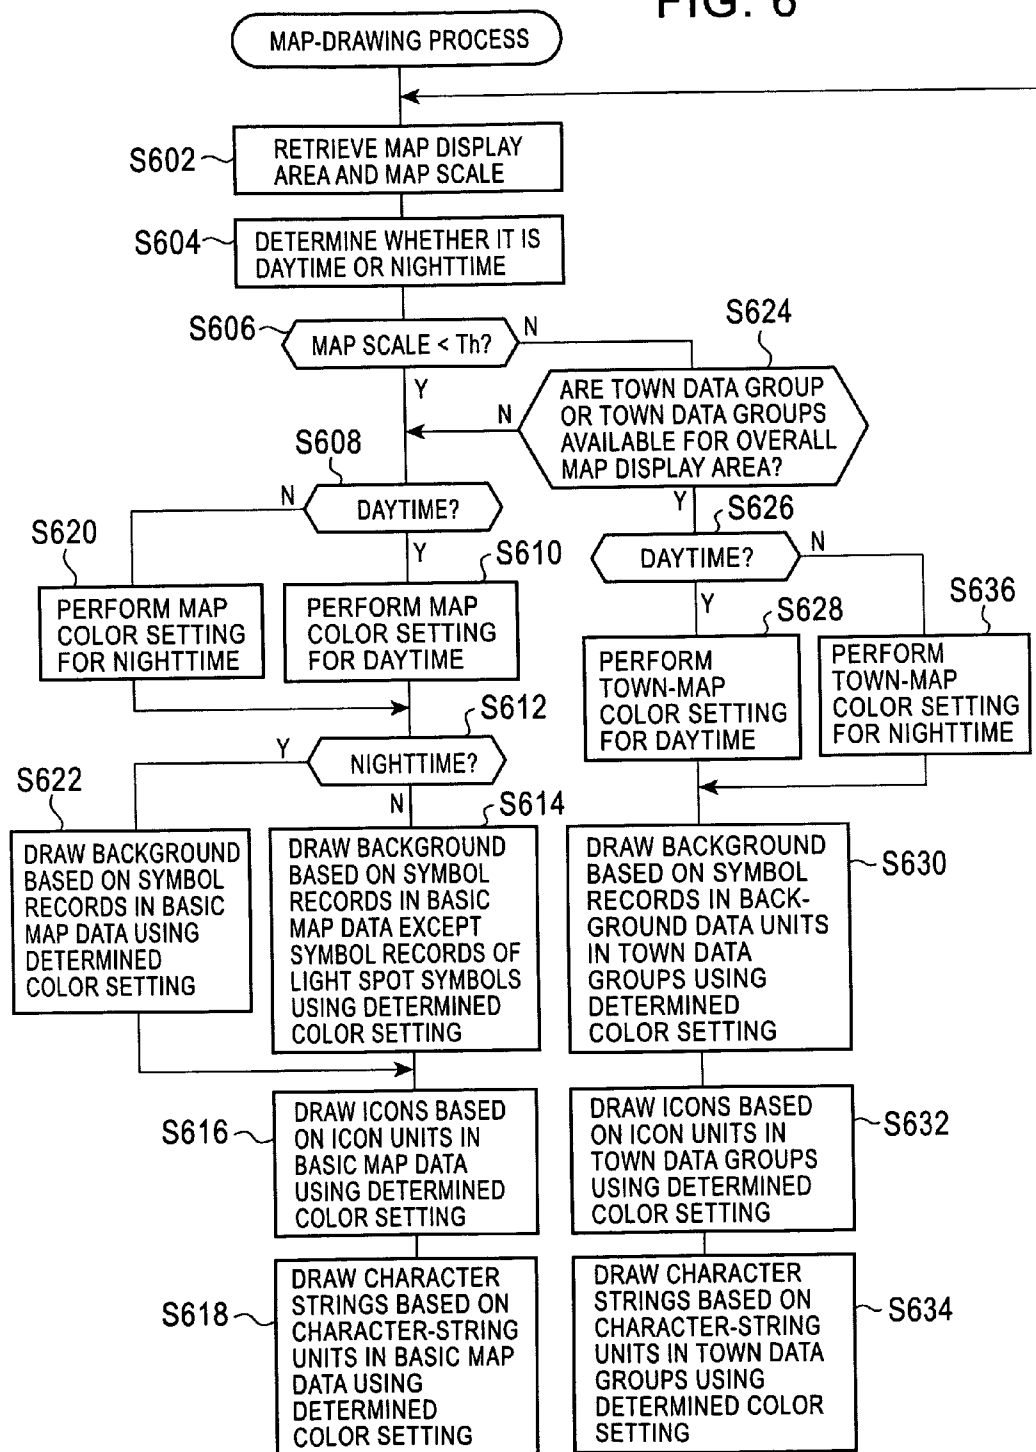 FIG. 6
MAP-DRAWING PROCESS
S602
RETRIEVE MAP DISPLAY
AREA AND MAP SCALE
S604
DETERMINE WHETHER IT IS
DAYTIME OR NIGHTTIME
S606
MAP SCALE < Th?
N
Y
S624
ARE TOWN DATA GROUP
OR TOWN DATA GROUPS
AVAILABLE FOR OVERALL
MAP DISPLAY AREA?
N
Y
S608
DAYTIME?
N
Y
S620
PERFORM MAP
COLOR SETTING
FOR NIGHTTIME
S610
PERFORM MAP
COLOR SETTING
FOR DAYTIME
S626
DAYTIME?
N
Y
S628
PERFORM
TOWN-MAP
COLOR SETTING
FOR DAYTIME
S636
PERFORM
TOWN-MAP
COLOR SETTING
FOR NIGHTTIME
S612
NIGHTTIME?
Y
N
S622
DRAW BACKGROUND
BASED ON SYMBOL
RECORDS IN BASIC
MAP DATA USING
DETERMINED
COLOR SETTING
S614
DRAW BACKGROUND
BASED ON SYMBOL
RECORDS IN BASIC
MAP DATA EXCEPT
SYMBOL RECORDS OF
LIGHT SPOT SYMBOLS
USING DETERMINED
COLOR SETTING
S630
DRAW BACKGROUND
BASED ON SYMBOL
RECORDS IN BACK-
GROUND DATA UNITS
IN TOWN DATA
GROUPS USING
DETERMINED
COLOR SETTING
S616
DRAW ICONS BASED
ON ICON UNITS IN
BASIC MAP DATA
USING DETERMINED
COLOR SETTING
S632
DRAW ICONS BASED
ON ICON UNITS IN
TOWN DATA GROUPS
USING DETERMINED
COLOR SETTING
S618
DRAW CHARACTER
STRINGS BASED ON
CHARACTER-STRING
UNITS IN BASIC MAP
DATA USING
DETERMINED
COLOR SETTING
S634
DRAW CHARACTER
STRINGS BASED ON
CHARACTER-STRING
UNITS IN TOWN DATA
GROUPS USING
DETERMINED COLOR
SETTING